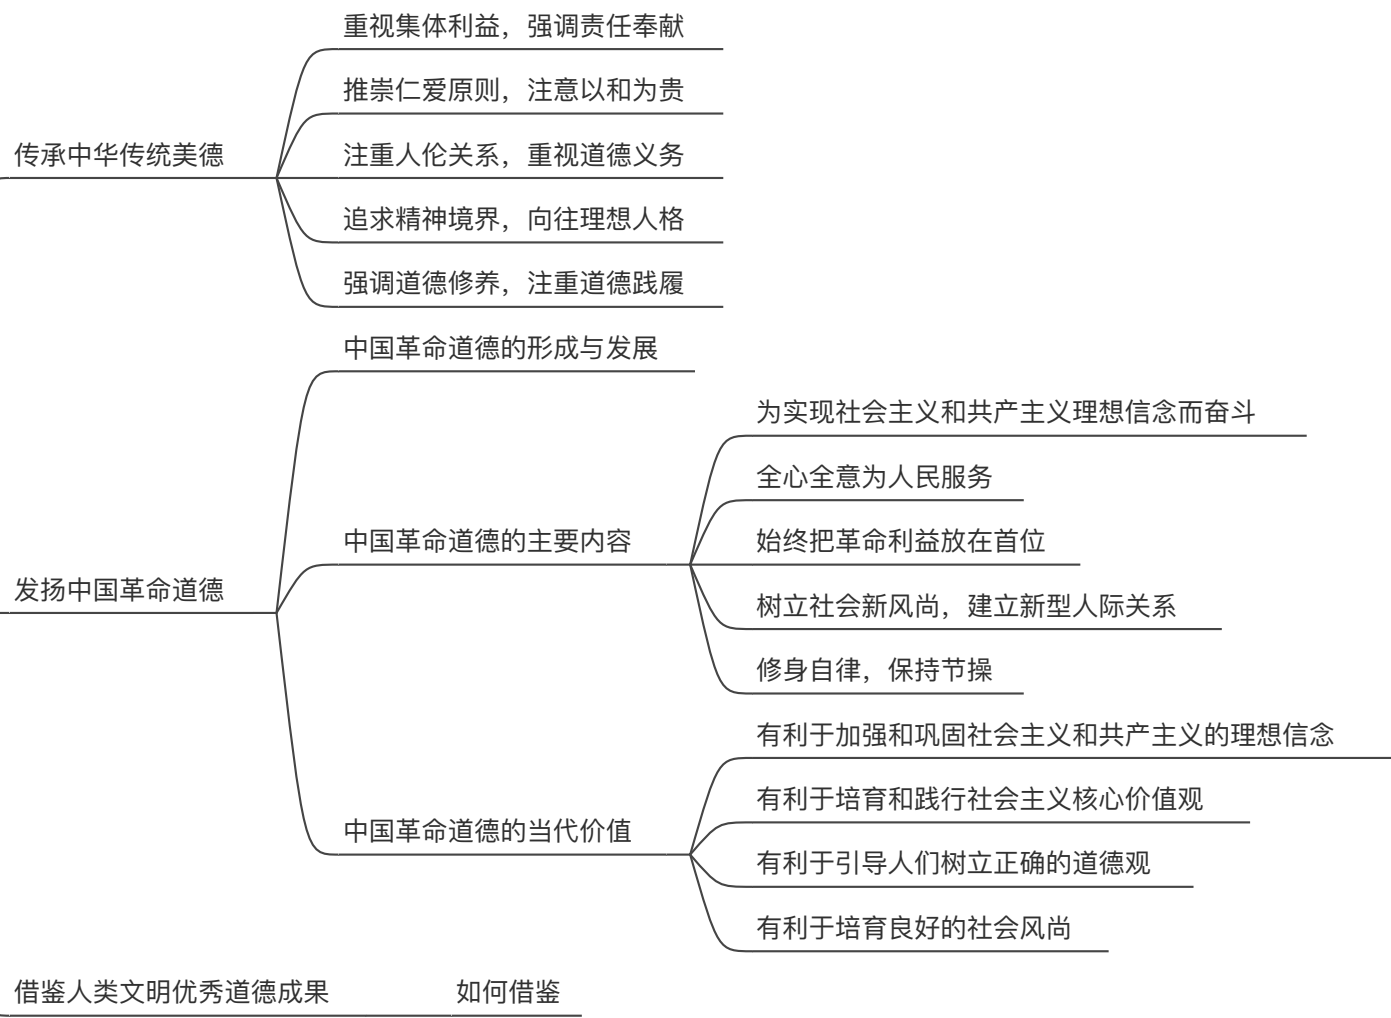 传承中华传统美德
重视集体利益，强调责任奉献
推崇仁爱原则，注意以和为贵
注重人伦关系，重视道德义务
追求精神境界，向往理想人格
强调道德修养，注重道德践履
发扬中国革命道德
中国革命道德的形成与发展
中国革命道德的主要内容
为实现社会主义和共产主义理想信念而奋斗
全心全意为人民服务
始终把革命利益放在首位
树立社会新风尚，建立新型人际关系
修身自律，保持节操
中国革命道德的当代价值
有利于加强和巩固社会主义和共产主义的理想信念
有利于培育和践行社会主义核心价值观
有利于引导人们树立正确的道德观
有利于培育良好的社会风尚
借鉴人类文明优秀道德成果
如何借鉴